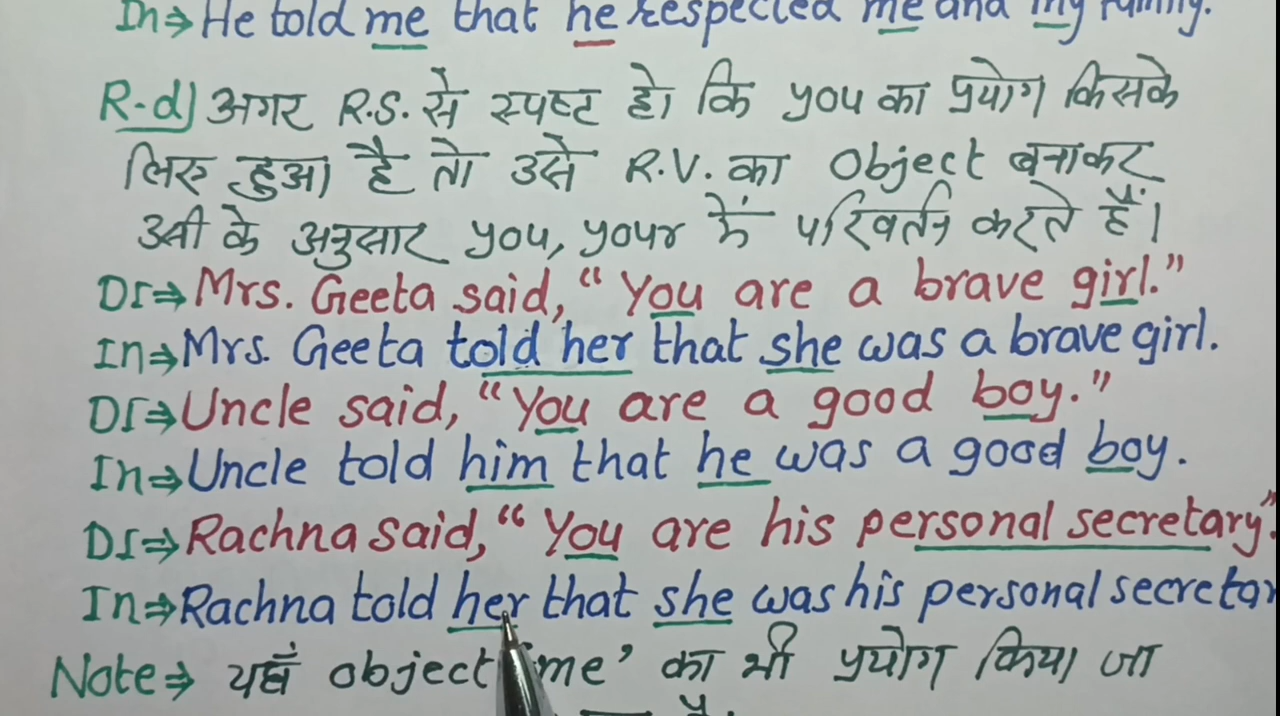 In⇒He told me that he respected me and my family.
R-d) अगर R.S. से स्पष्ट हो कि you का प्रयोग किसके
लिए हुआ है तो उसे R.V. का Object बनाकर
उसी के अनुसार you, your में परिवर्तन करते हैं।
DS⇒Mrs. Geeta said, “You are a brave girl.”
In⇒Mrs. Geeta told her that she was a brave girl.
DS⇒Uncle said, “You are a good boy.”
In⇒Uncle told him that he was a good boy.
DS⇒Rachna said, “You are his personal secretary”.
In⇒Rachna told her that she was his personal secretar
Note⇒ यहाँ object ‘me’ का भी प्रयोग किया जा